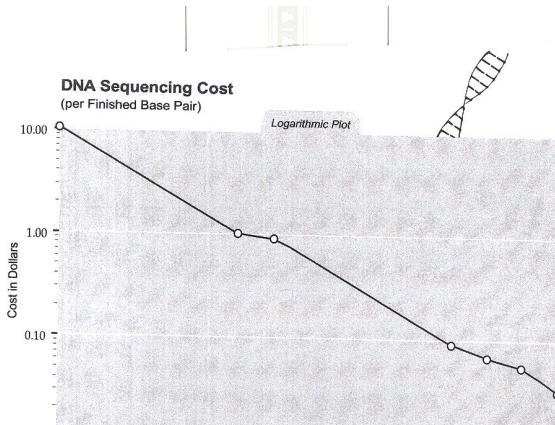 DNA Sequencing Cost
(per Finished Base Pair)
Logarithmic Plot
10.00
1.00
0.10
Cost in Dollars